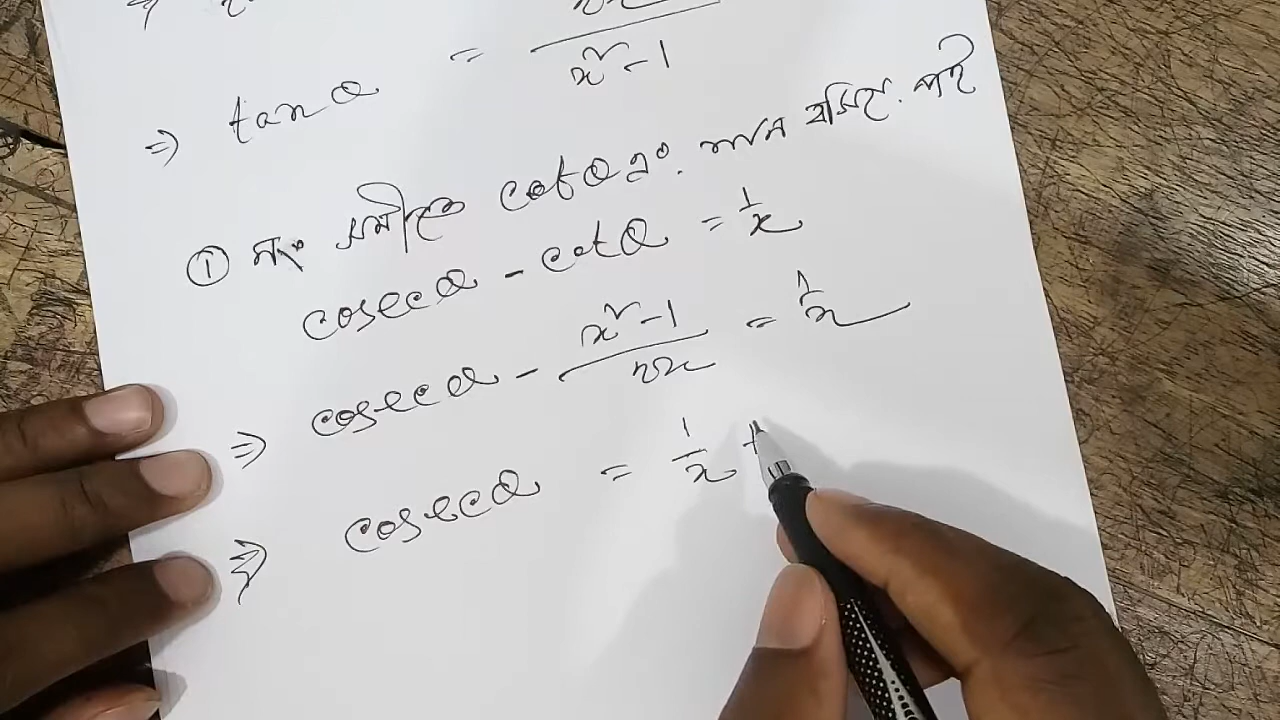 ⇒ tanθ = 2x / x² - 1
① নং সমীতে cotθ এর মান বসিয়ে পাই
cosecθ - cotθ = 1/x
⇒ cosecθ - x² - 1 / 2x = 1/x
⇒ cosecθ = 1/x +